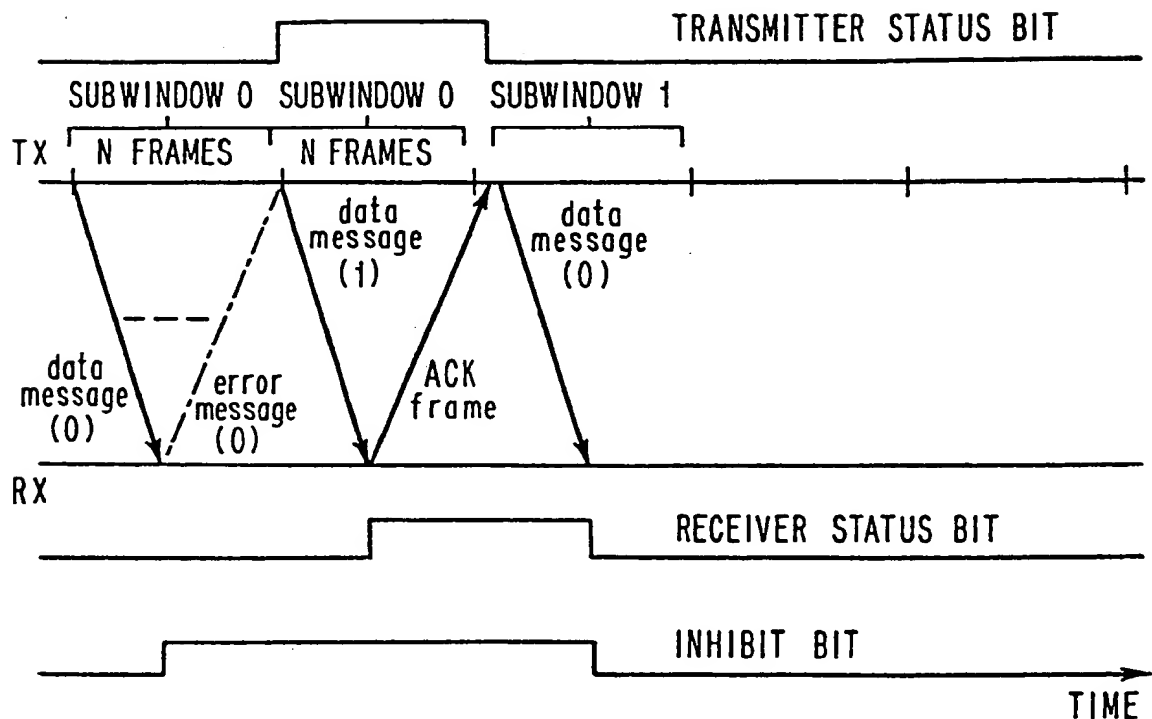 TRANSMITTER STATUS BIT
SUBWINDOW 0
SUBWINDOW 0
SUBWINDOW 1
TX
N FRAMES
N FRAMES
data
message
(1)
data
message
(0)
data
message
(0)
error
message
(0)
ACK
frame
RX
RECEIVER STATUS BIT
INHIBIT BIT
TIME